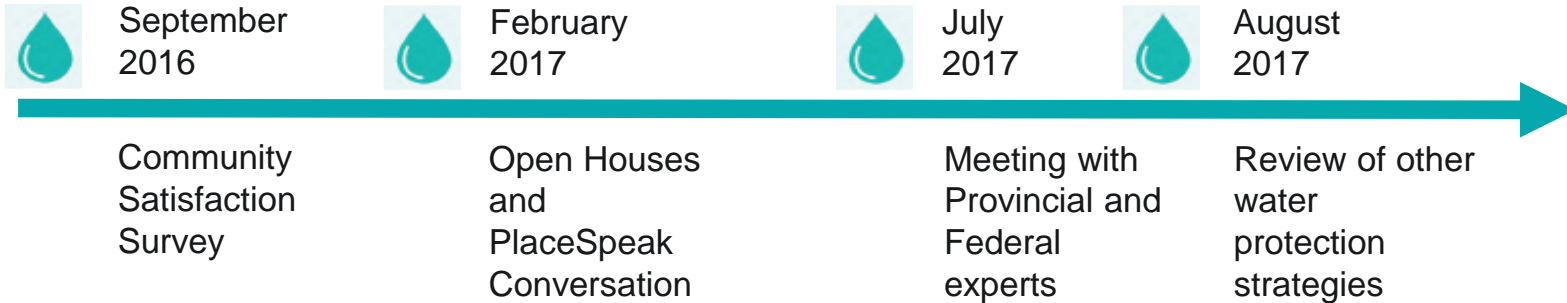 September
2016
February
2017
July
2017
August
2017
Community
Satisfaction
Survey
Open Houses
and
PlaceSpeak
Conversation
Meeting with
Provincial and
Federal
experts
Review of other
water
protection
strategies